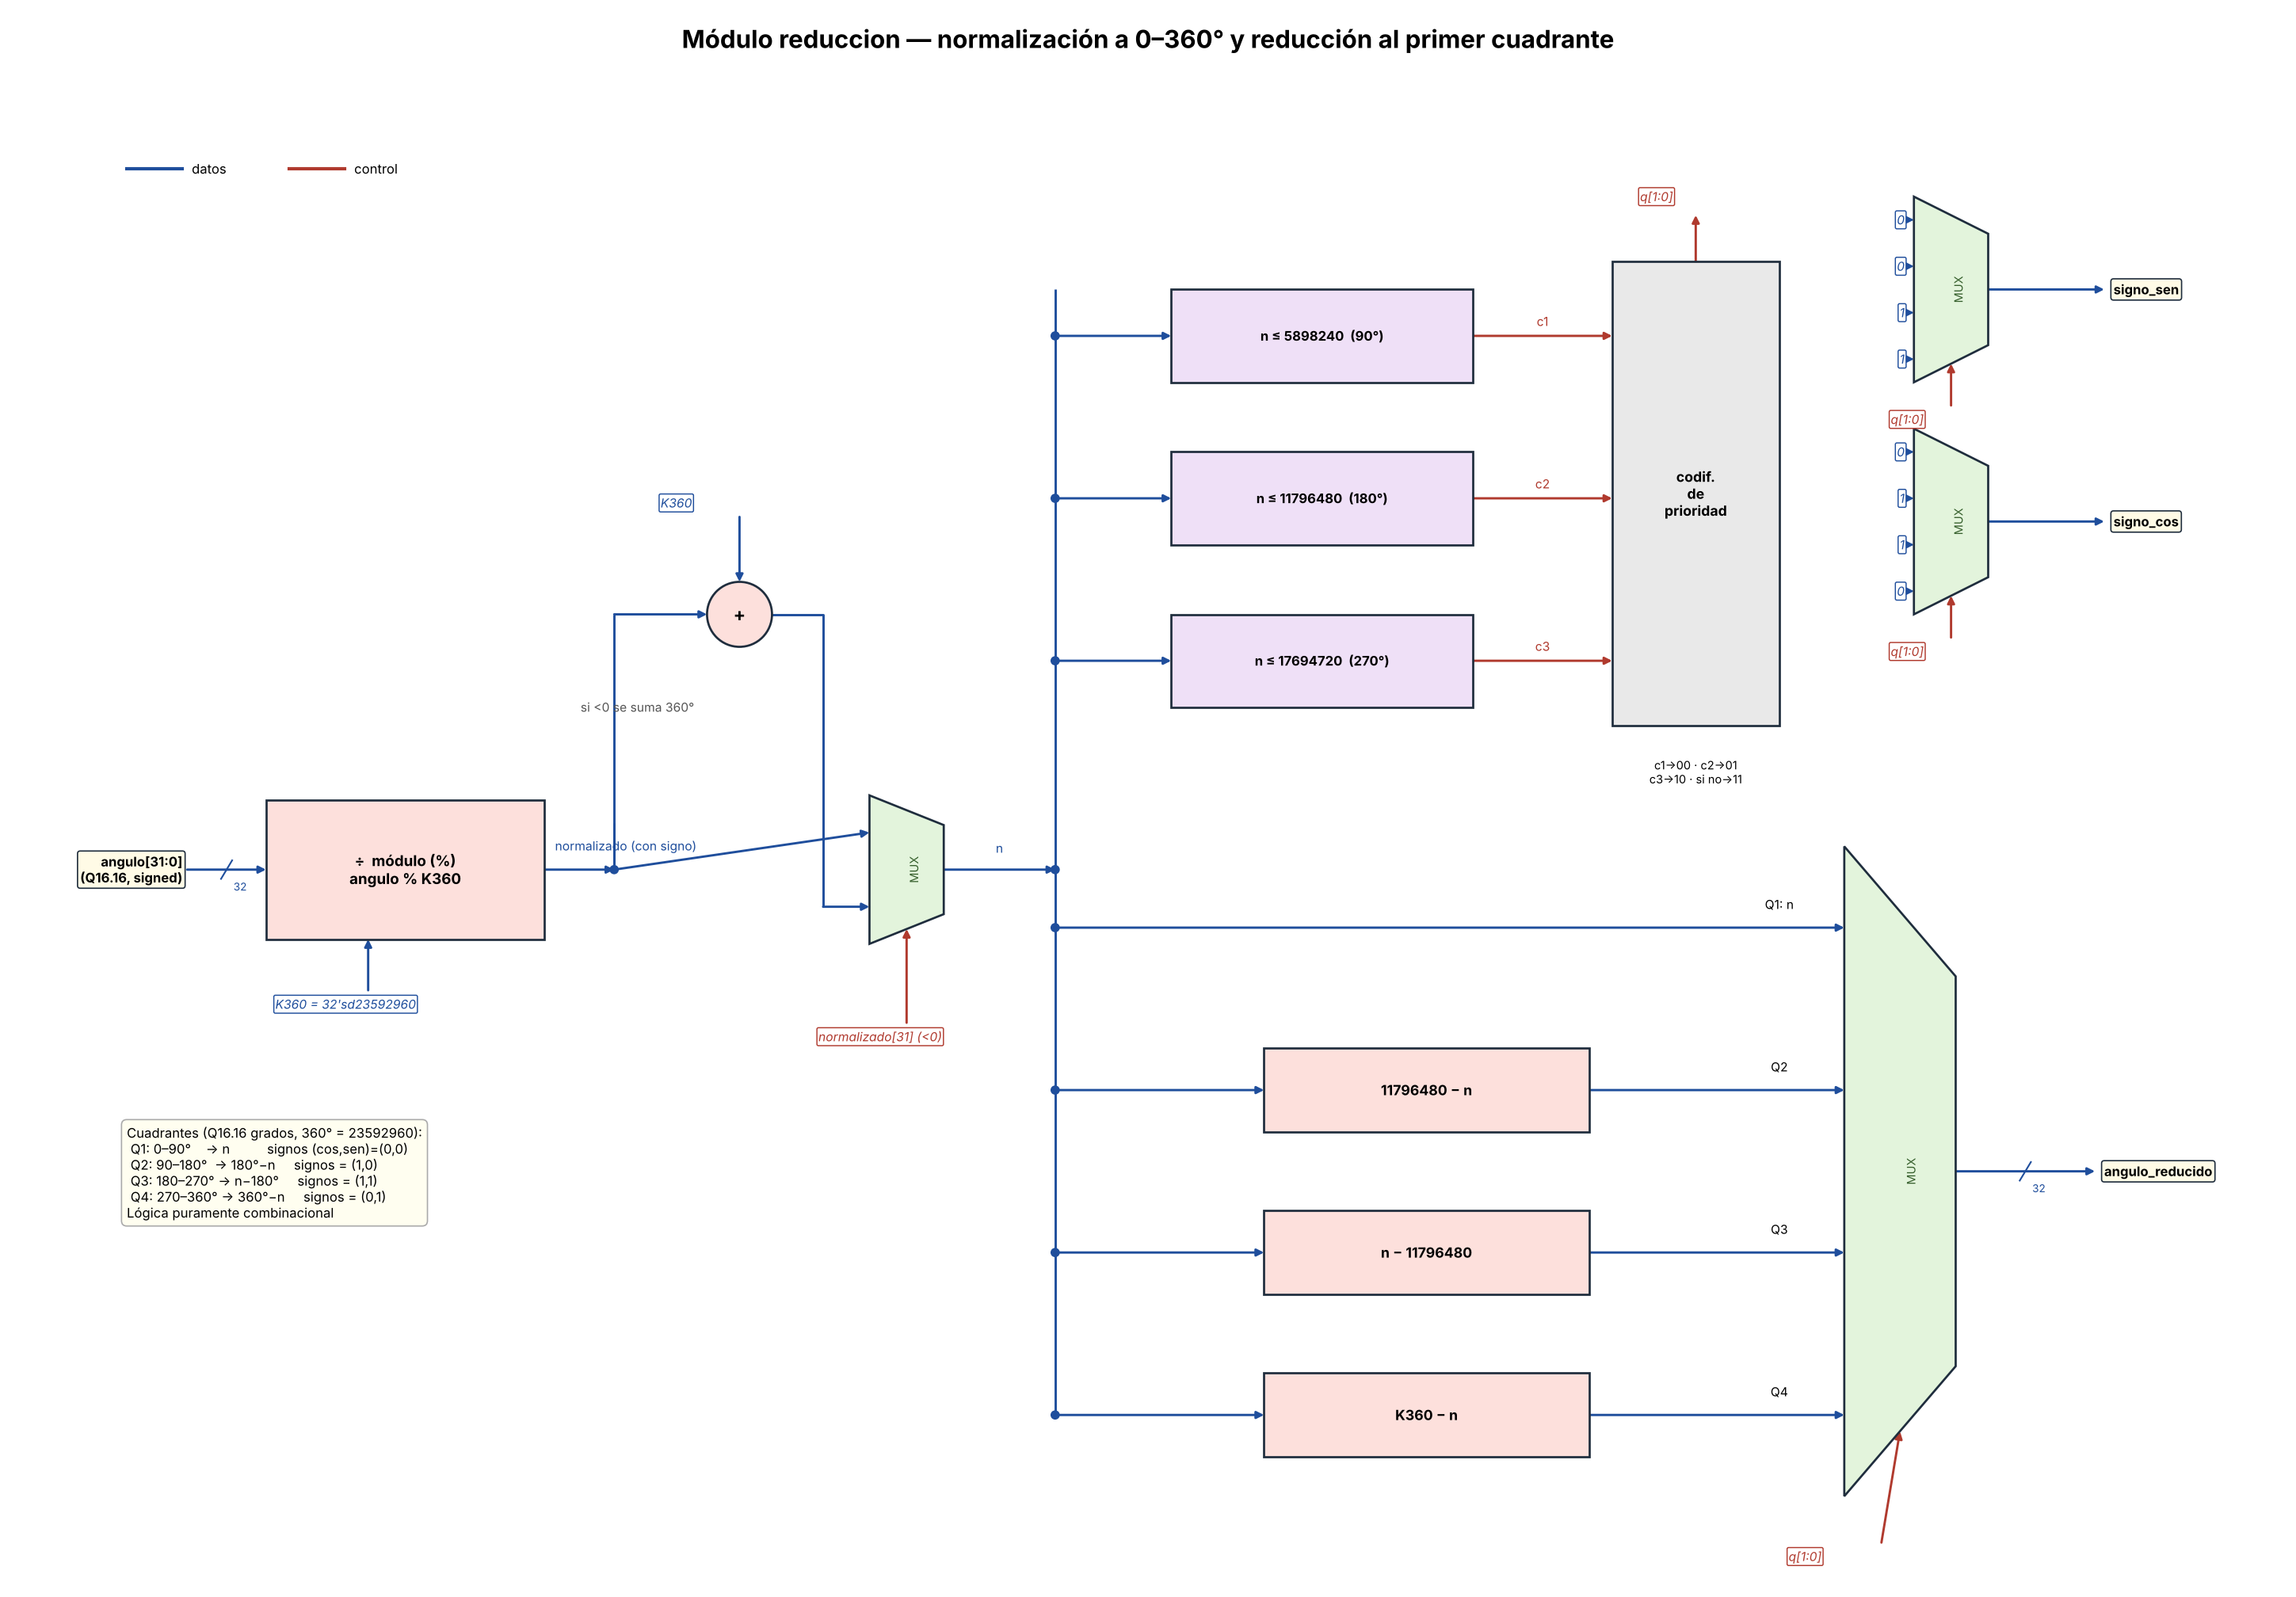 Módulo reduccion — normalización a 0–360° y reducción al primer cuadrante
datos
control
q[1:0]
0
0
1
1
MUX
signo_sen
q[1:0]
n ≤ 5898240 (90°)
c1
n ≤ 11796480 (180°)
c2
n ≤ 17694720 (270°)
c3
codif.
de
prioridad
c1→00 · c2→01
c3→10 · si no→11
0
1
1
0
MUX
signo_cos
q[1:0]
K360
+
si <0 se suma 360°
angulo[31:0]
(Q16.16, signed)
32
÷ módulo (%)
angulo % K360
K360 = 32'sd23592960
normalizado (con signo)
MUX
normalizado[31] (<0)
n
Q1: n
11796480 − n
Q2
n − 11796480
Q3
K360 − n
Q4
MUX
q[1:0]
32
angulo_reducido
Cuadrantes (Q16.16 grados, 360° = 23592960):
Q1: 0–90° → n signos (cos,sen)=(0,0)
Q2: 90–180° → 180°−n signos = (1,0)
Q3: 180–270° → n−180° signos = (1,1)
Q4: 270–360° → 360°−n signos = (0,1)
Lógica puramente combinacional